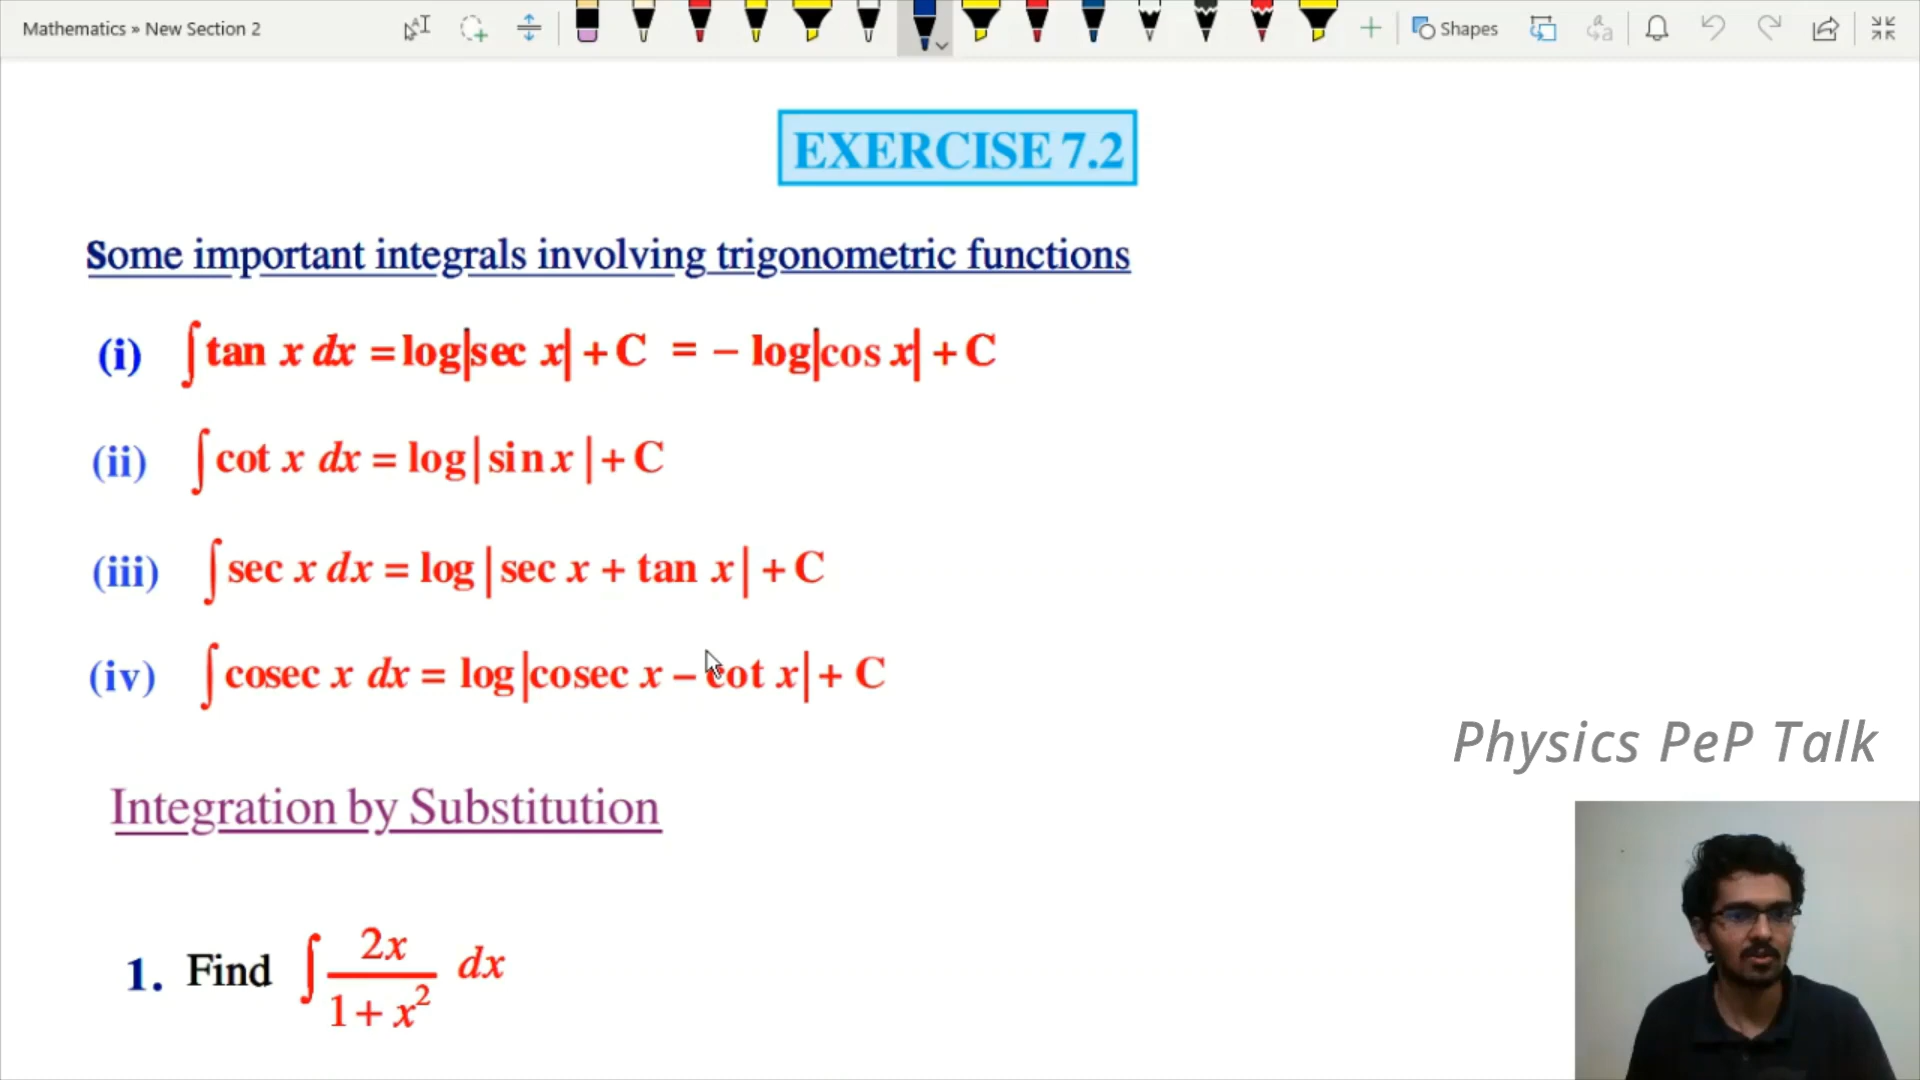 Mathematics » New Section 2
Shapes
EXERCISE 7.2
Some important integrals involving trigonometric functions
(i) ∫ tan x dx = log|sec x| + C = − log|cos x| + C
(ii) ∫ cot x dx = log|sin x| + C
(iii) ∫ sec x dx = log|sec x + tan x| + C
(iv) ∫ cosec x dx = log|cosec x − cot x| + C
Physics PeP Talk
Integration by Substitution
1. Find ∫ 2x / (1 + x²) dx